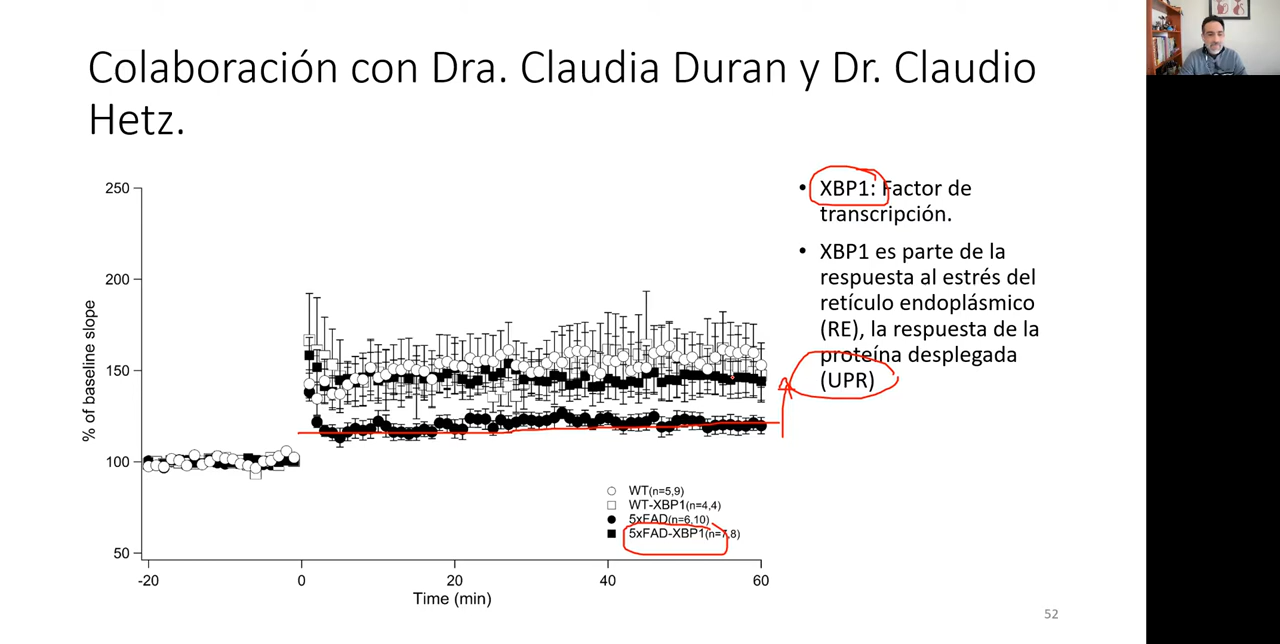 Colaboración con Dra. Claudia Duran y Dr. Claudio
Hetz.
250
200
150
100
50
% of baseline slope
-20
0
20
40
60
Time (min)
WT(n=5,9)
WT-XBP1(n=4,4)
5xFAD(n=6,10)
5xFAD-XBP1(n=7,8)
• XBP1: Factor de
transcripción.
• XBP1 es parte de la
respuesta al estrés del
retículo endoplásmico
(RE), la respuesta de la
proteína desplegada
(UPR)
52